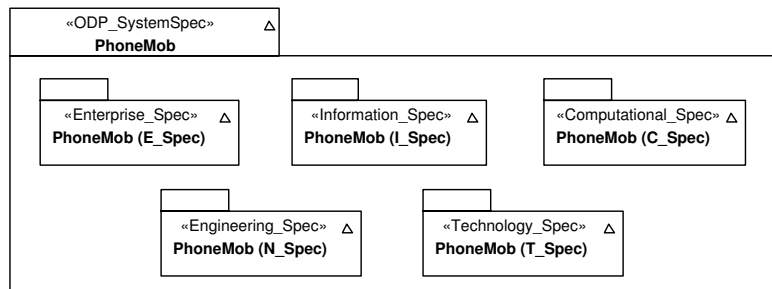 «ODP_SystemSpec»
PhoneMob
«Enterprise_Spec»
PhoneMob (E_Spec)
«Information_Spec»
PhoneMob (I_Spec)
«Computational_Spec»
PhoneMob (C_Spec)
«Engineering_Spec»
PhoneMob (N_Spec)
«Technology_Spec»
PhoneMob (T_Spec)